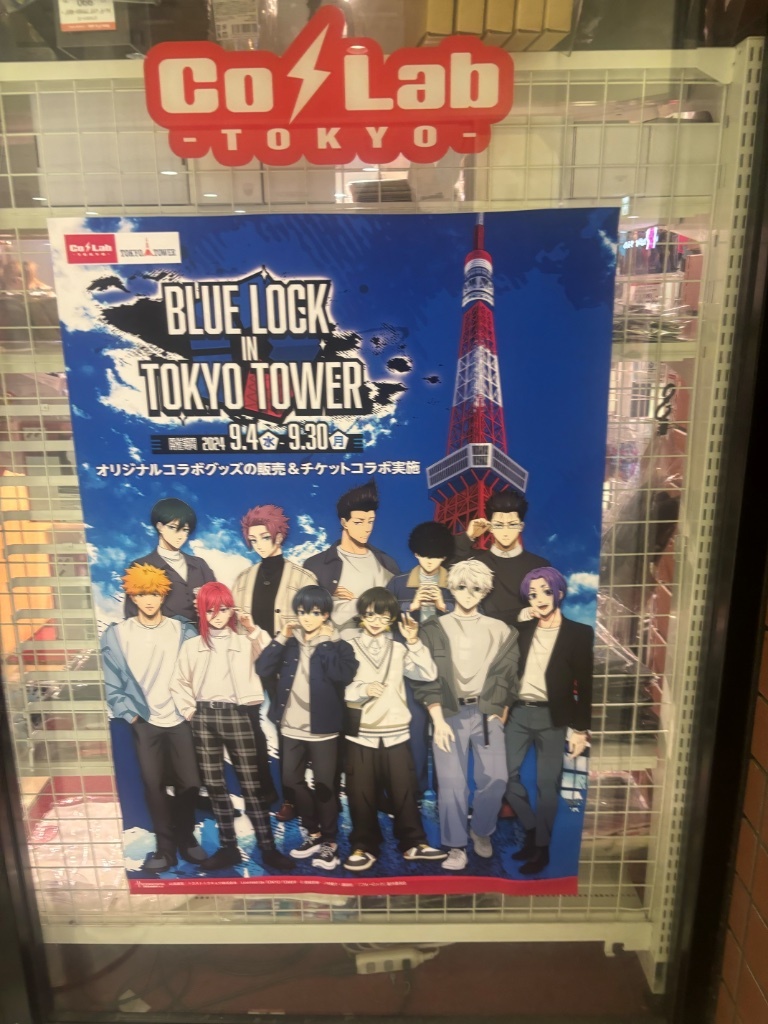 Co Lab
-TOKYO-
Co Lab
TOKYO
TOKYO TOWER
BLUE LOCK
IN
TOKYO TOWER
開催期間 2024 9.4 水 - 9.30 月
オリジナルコラボグッズの販売&チケットコラボ実施